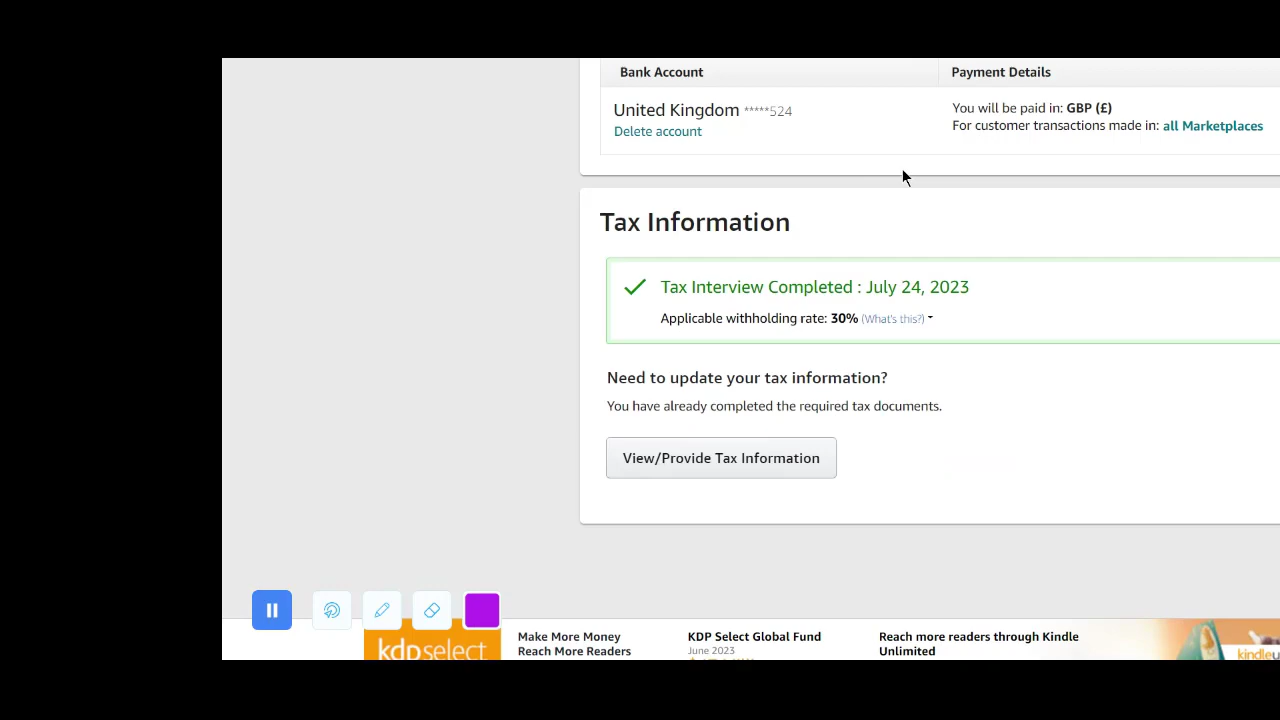 Bank Account
Payment Details
United Kingdom *****524
Delete account
You will be paid in: GBP (£)
For customer transactions made in: all Marketplaces
Tax Information
Tax Interview Completed : July 24, 2023
Applicable withholding rate: 30% (What's this?)
Need to update your tax information?
You have already completed the required tax documents.
View/Provide Tax Information
kdpselect
Make More Money
Reach More Readers
KDP Select Global Fund
June 2023
Reach more readers through Kindle
Unlimited